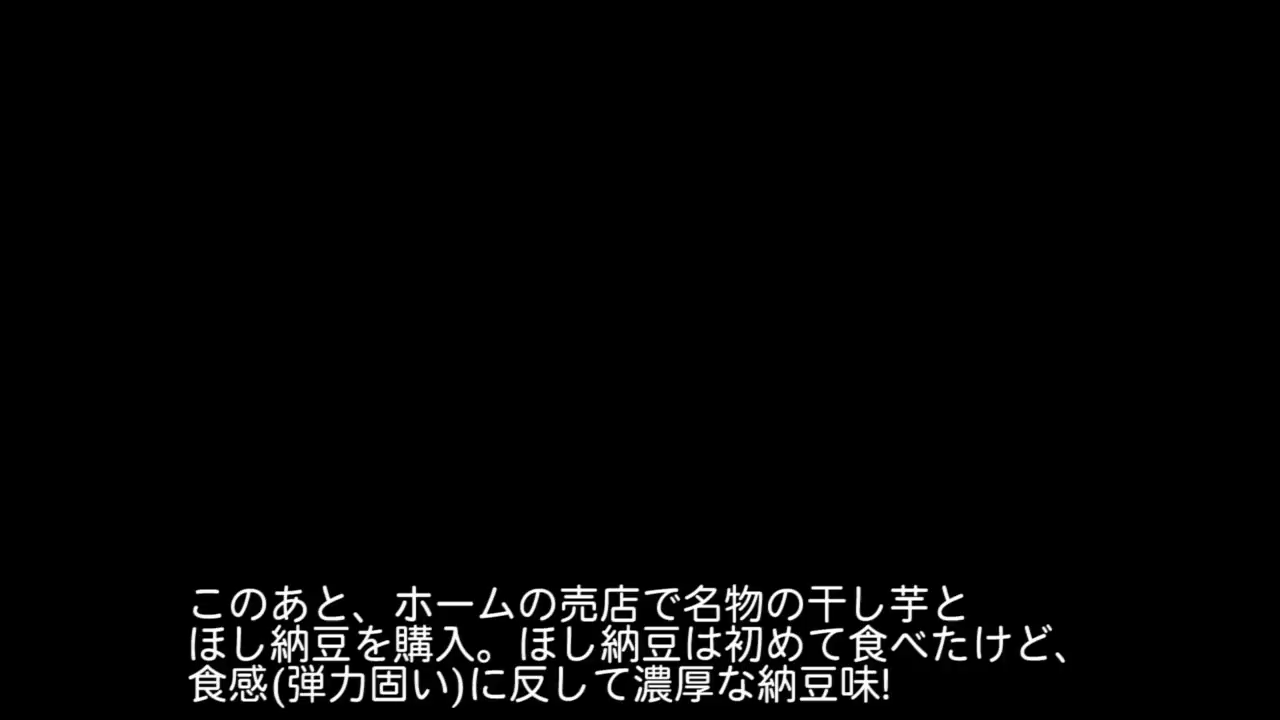 このあと、ホームの売店で名物の干し芋と
ほし納豆を購入。ほし納豆は初めて食べたけど、
食感(弾力固い)に反して濃厚な納豆味!